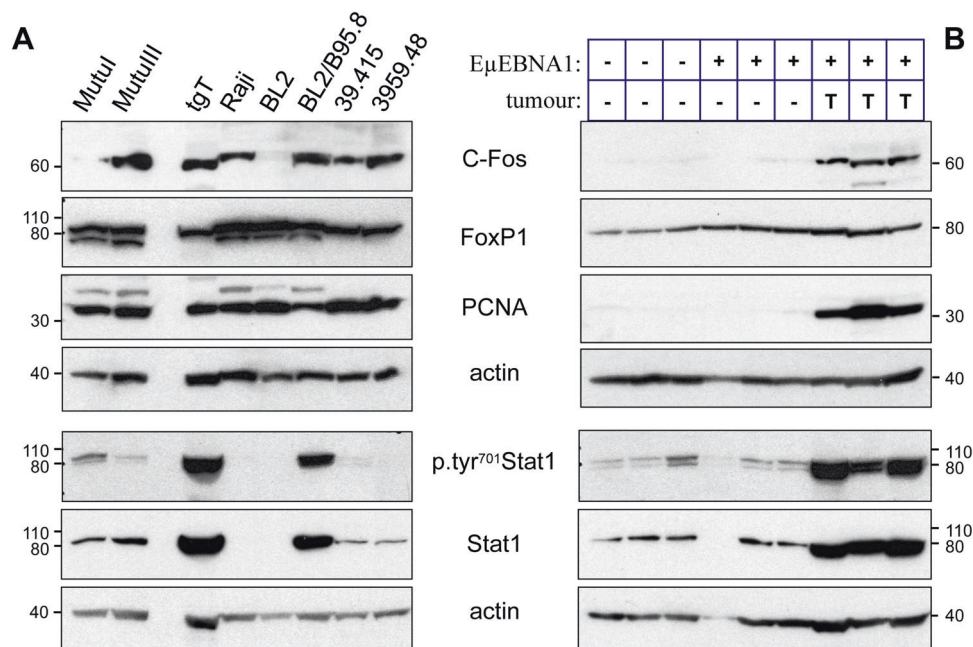 A
MutuI
MutuIII
tgT
Raji
BL2
BL2/B95.8
39.415
3959.48
B
EμEBNA1: - - - + + + + + +
tumour: - - - - - - T T T
60 C-Fos 60
110
80 FoxP1 80
PCNA
30 30
40 actin 40
110 110
80 p.tyr⁷⁰¹Stat1 80
110 110
80 Stat1 80
40 actin 40